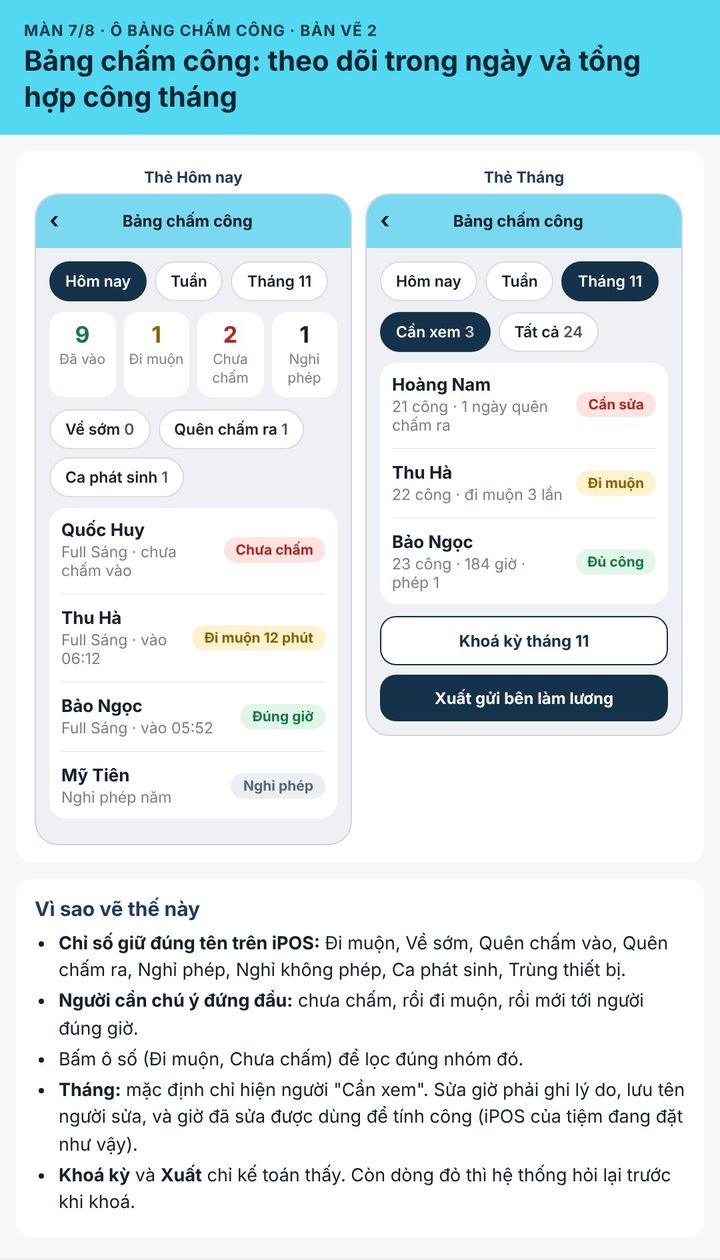 MÀN 7/8 · Ô BẢNG CHẤM CÔNG · BẢN VẼ 2
Bảng chấm công: theo dõi trong ngày và tổng
hợp công tháng
Thẻ Hôm nay
‹ Bảng chấm công
Hôm nay Tuần Tháng 11
9 1 2 1
Đã vào Đi muộn Chưa chấm Nghỉ phép
Về sớm 0 Quên chấm ra 1
Ca phát sinh 1
Quốc Huy
Full Sáng · chưa
chấm vào
Chưa chấm
Thu Hà
Full Sáng · vào
06:12
Đi muộn 12 phút
Bảo Ngọc
Full Sáng · vào 05:52
Đúng giờ
Mỹ Tiên
Nghỉ phép năm
Nghỉ phép
Thẻ Tháng
‹ Bảng chấm công
Hôm nay Tuần Tháng 11
Cần xem 3 Tất cả 24
Hoàng Nam
21 công · 1 ngày quên
chấm ra
Cần sửa
Thu Hà
22 công · đi muộn 3 lần
Đi muộn
Bảo Ngọc
23 công · 184 giờ ·
phép 1
Đủ công
Khoá kỳ tháng 11
Xuất gửi bên làm lương
Vì sao vẽ thế này
• Chỉ số giữ đúng tên trên iPOS: Đi muộn, Về sớm, Quên chấm vào, Quên
chấm ra, Nghỉ phép, Nghỉ không phép, Ca phát sinh, Trùng thiết bị.
• Người cần chú ý đứng đầu: chưa chấm, rồi đi muộn, rồi mới tới người
đúng giờ.
• Bấm ô số (Đi muộn, Chưa chấm) để lọc đúng nhóm đó.
• Tháng: mặc định chỉ hiện người "Cần xem". Sửa giờ phải ghi lý do, lưu tên
người sửa, và giờ đã sửa được dùng để tính công (iPOS của tiệm đang đặt
như vậy).
• Khoá kỳ và Xuất chỉ kế toán thấy. Còn dòng đỏ thì hệ thống hỏi lại trước
khi khoá.